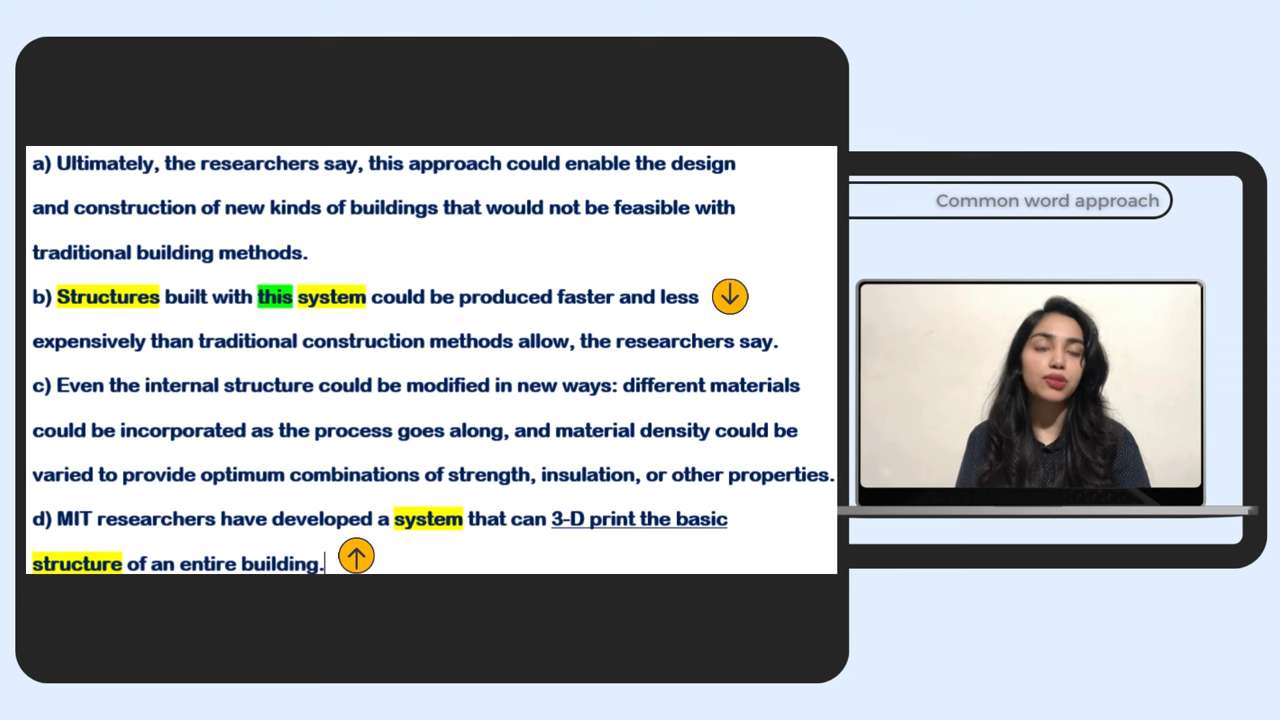 Common word approach
a) Ultimately, the researchers say, this approach could enable the design
and construction of new kinds of buildings that would not be feasible with
traditional building methods.
b) Structures built with this system could be produced faster and less
expensively than traditional construction methods allow, the researchers say.
c) Even the internal structure could be modified in new ways: different materials
could be incorporated as the process goes along, and material density could be
varied to provide optimum combinations of strength, insulation, or other properties.
d) MIT researchers have developed a system that can 3-D print the basic
structure of an entire building.